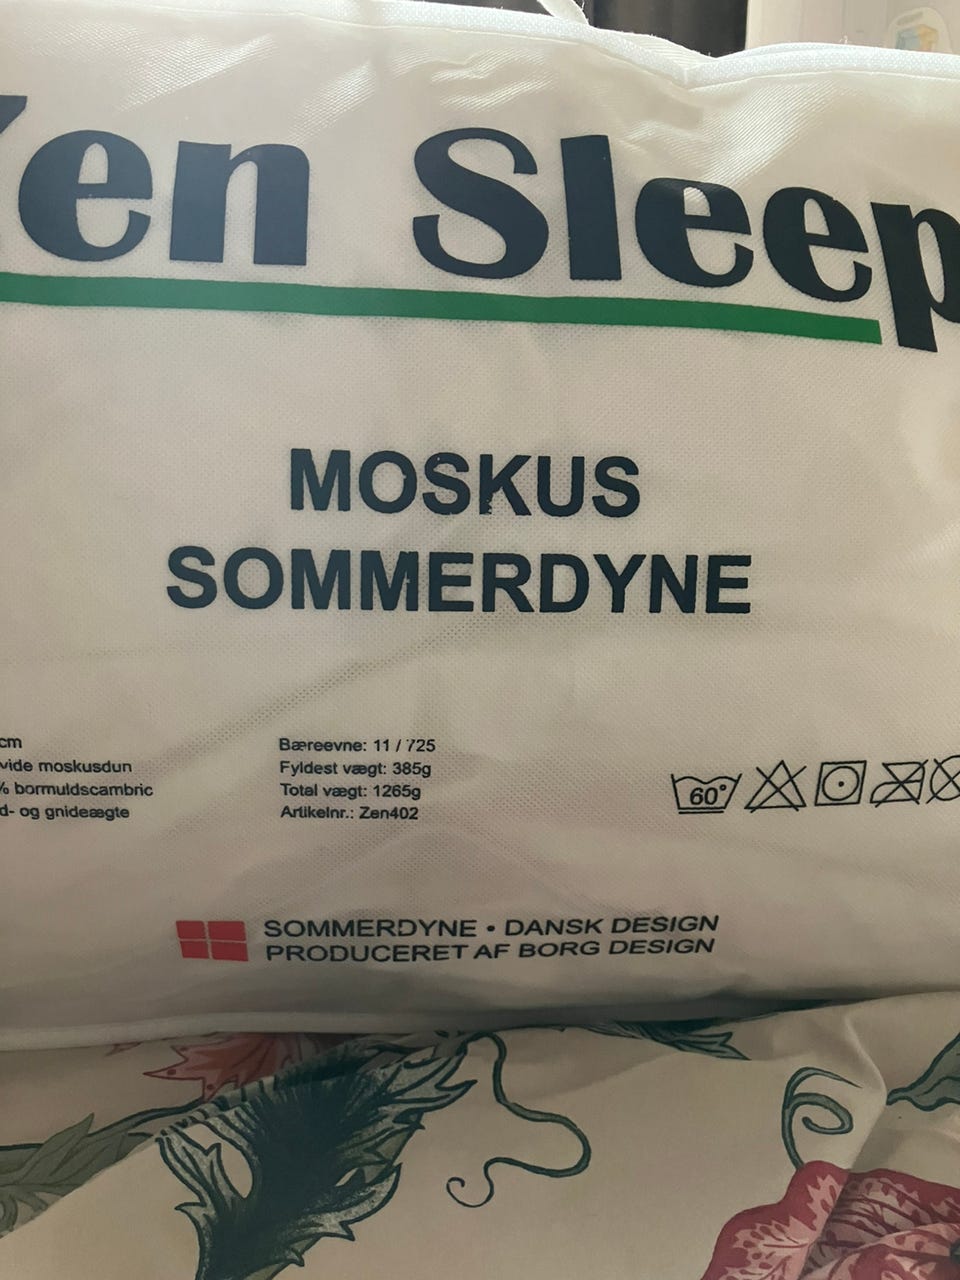 en Sleep
MOSKUS
SOMMERDYNE
cm
vide moskusdun
% bormuldscambric
d- og gnideægte
Bæreevne: 11 / 725
Fyldest vægt: 385g
Total vægt: 1265g
Artikelnr.: Zen402
60°
SOMMERDYNE • DANSK DESIGN
PRODUCERET AF BORG DESIGN